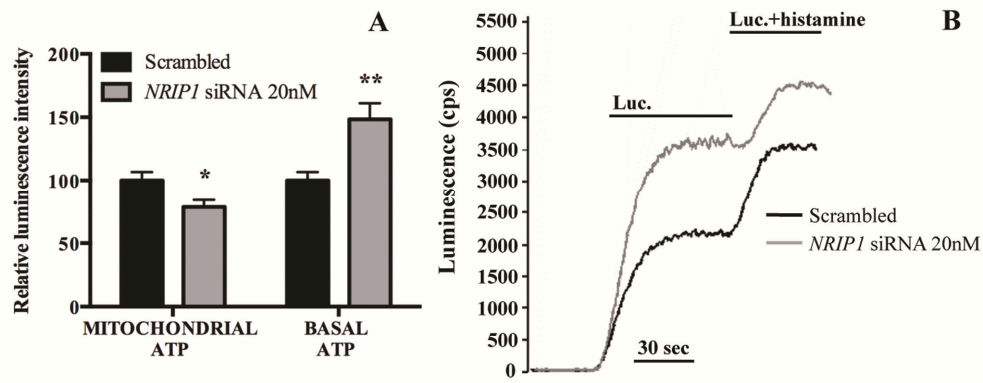 A
Relative luminescence intensity
200
150
100
50
0
Scrambled
NRIP1 siRNA 20nM
*
**
MITOCHONDRIAL
ATP
BASAL
ATP
B
Luminescence (cps)
5500
5000
4500
4000
3500
3000
2500
2000
1500
1000
500
0
Luc.+histamine
Luc.
Scrambled
NRIP1 siRNA 20nM
30 sec